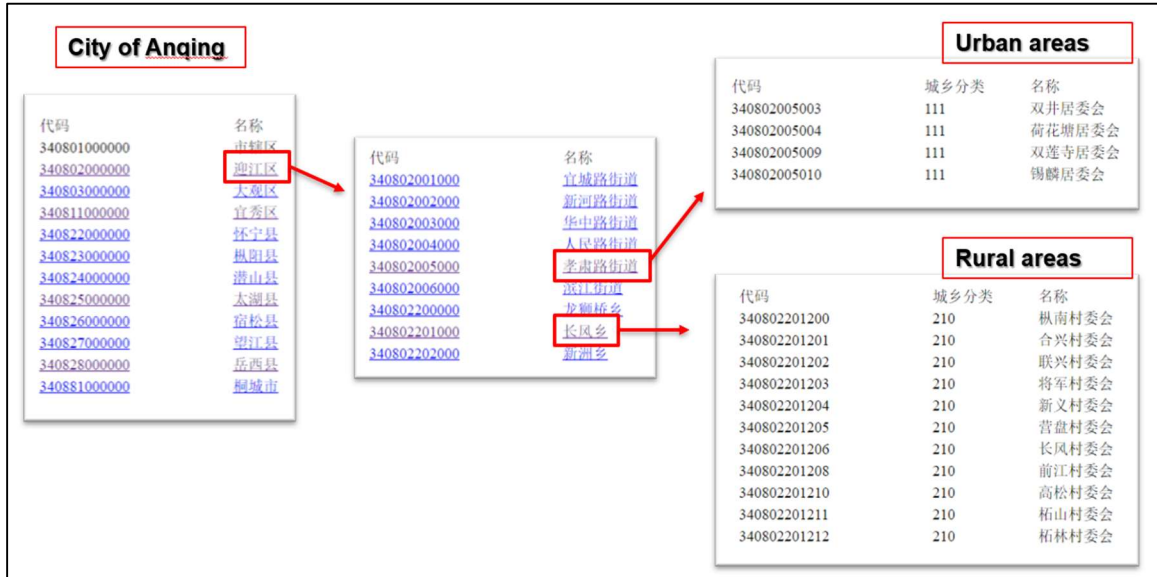 City of Anqing
代码 名称
340801000000 市辖区
340802000000 迎江区
340803000000 大观区
340811000000 宜秀区
340822000000 怀宁县
340823000000 枞阳县
340824000000 潜山县
340825000000 太湖县
340826000000 宿松县
340827000000 望江县
340828000000 岳西县
340881000000 桐城市
代码 名称
340802001000 宜城路街道
340802002000 新河路街道
340802003000 华中路街道
340802004000 人民路街道
340802005000 孝肃路街道
340802006000 滨江街道
340802200000 龙狮桥乡
340802201000 长风乡
340802202000 新洲乡
Urban areas
代码 城乡分类 名称
340802005003 111 双井居委会
340802005004 111 荷花塘居委会
340802005009 111 双莲寺居委会
340802005010 111 锡麟居委会
Rural areas
代码 城乡分类 名称
340802201200 210 枞南村委会
340802201201 210 合兴村委会
340802201202 210 联兴村委会
340802201203 210 将军村委会
340802201204 210 新义村委会
340802201205 210 营盘村委会
340802201206 210 长风村委会
340802201208 210 前江村委会
340802201210 210 高松村委会
340802201211 210 柘山村委会
340802201212 210 柘林村委会